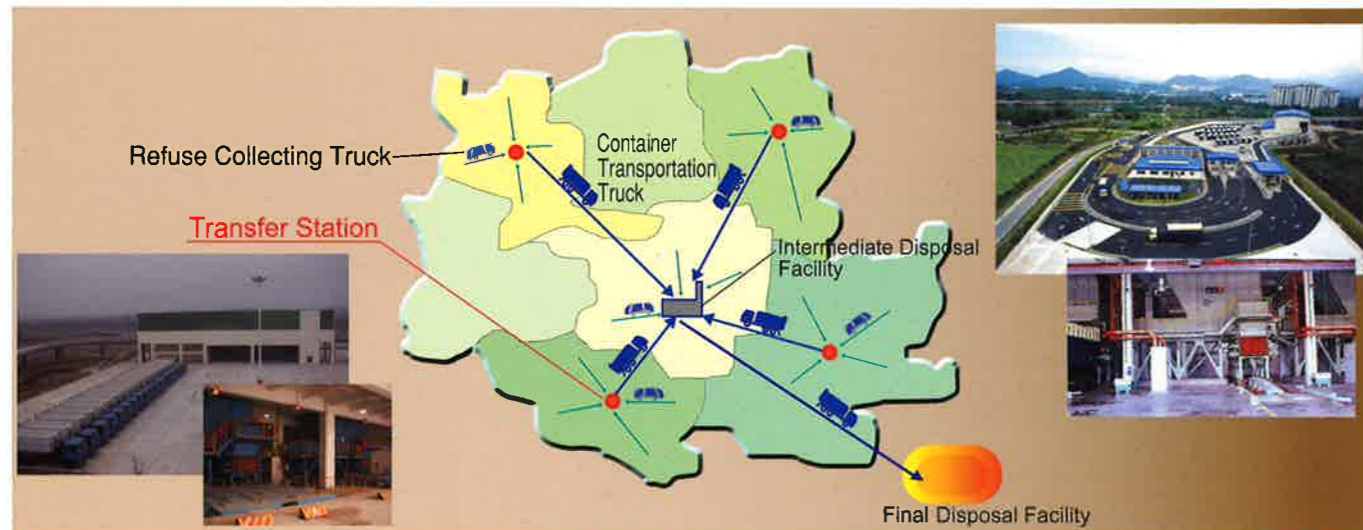 Refuse Collecting Truck
Container
Transportation
Truck
Transfer Station
Intermediate Disposal
Facility
Final Disposal Facility